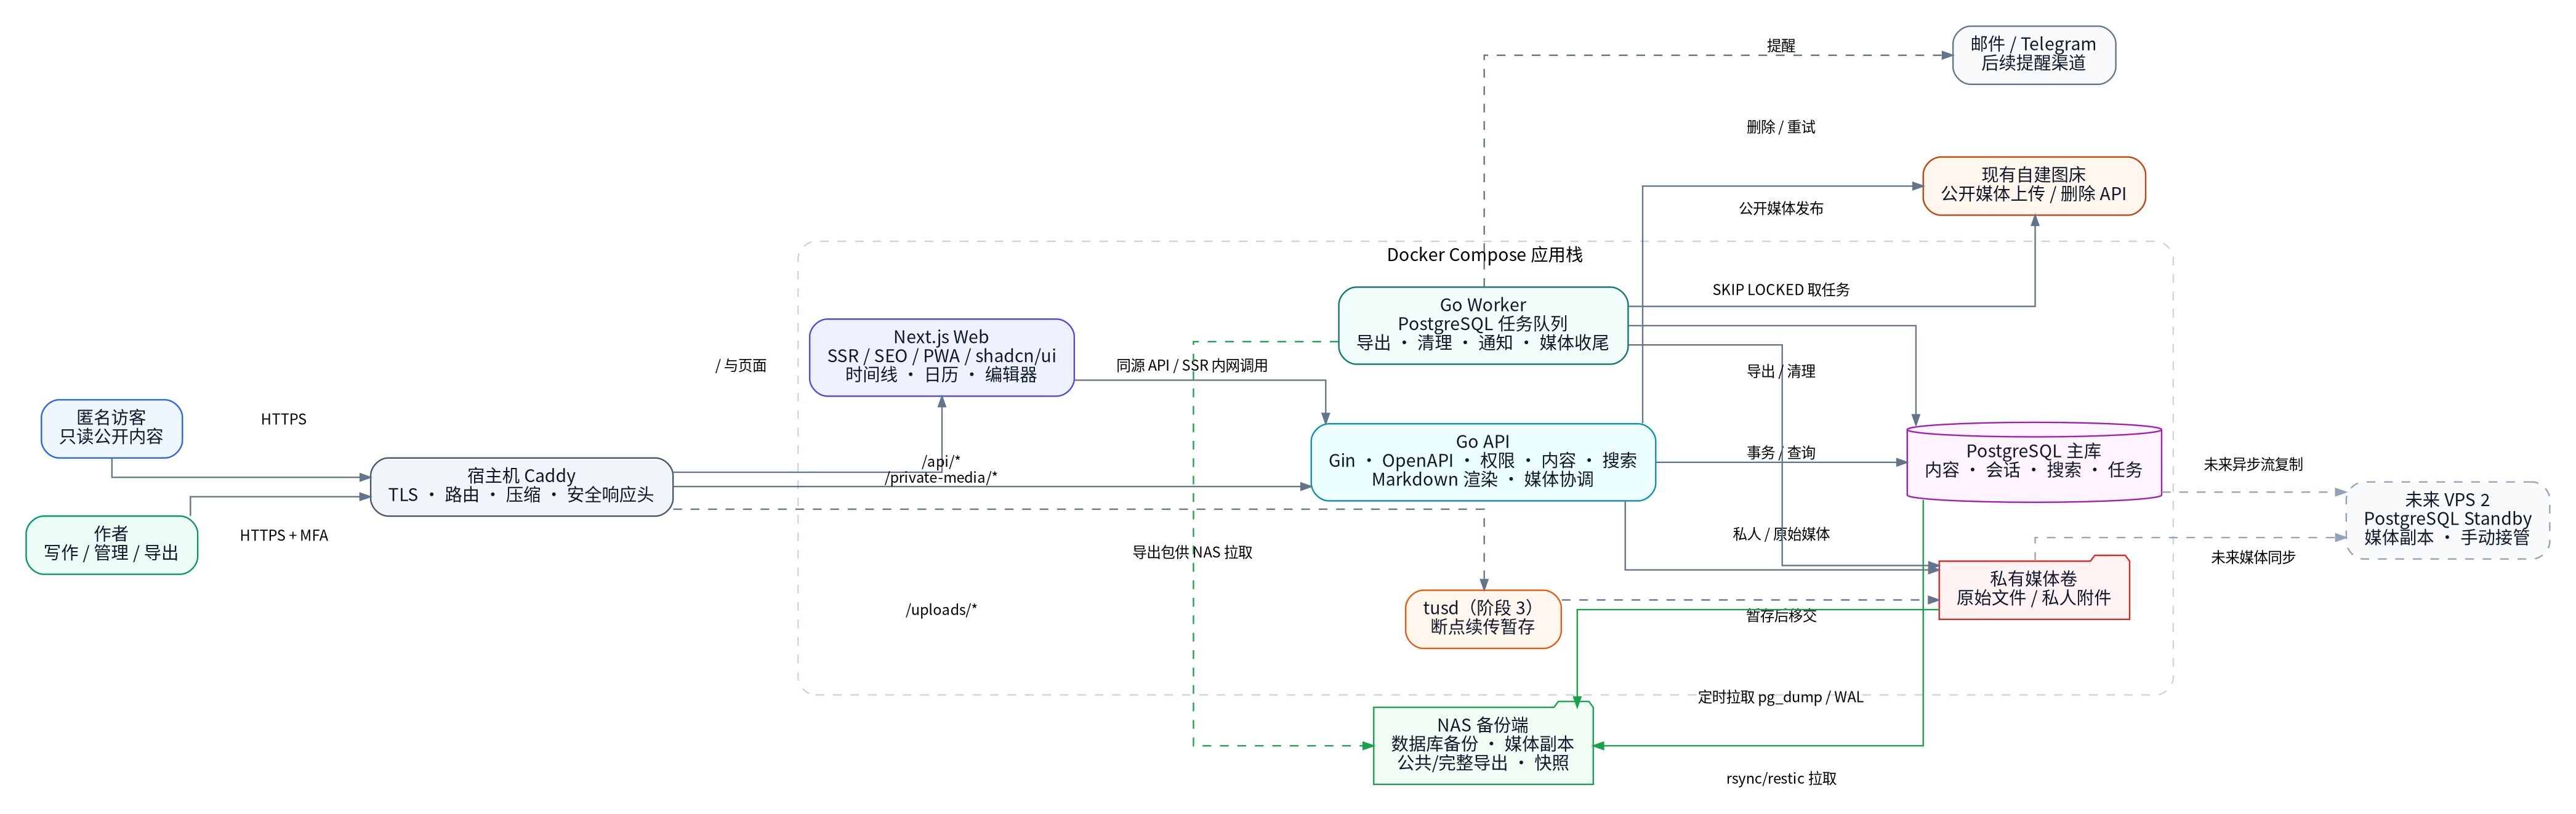 提醒
邮件 / Telegram
后续提醒渠道
删除 / 重试
现有自建图床
公开媒体上传 / 删除 API
公开媒体发布
Docker Compose 应用栈
Go Worker
PostgreSQL 任务队列
导出 · 清理 · 通知 · 媒体收尾
SKIP LOCKED 取任务
Next.js Web
SSR / SEO / PWA / shadcn/ui
时间线 · 日历 · 编辑器
/ 与页面
同源 API / SSR 内网调用
导出 / 清理
匿名访客
只读公开内容
HTTPS
宿主机 Caddy
TLS · 路由 · 压缩 · 安全响应头
/api/*
/private-media/*
Go API
Gin · OpenAPI · 权限 · 内容 · 搜索
Markdown 渲染 · 媒体协调
事务 / 查询
PostgreSQL 主库
内容 · 会话 · 搜索 · 任务
未来异步流复制
未来 VPS 2
PostgreSQL Standby
媒体副本 · 手动接管
作者
写作 / 管理 / 导出
HTTPS + MFA
导出包供 NAS 拉取
私人 / 原始媒体
未来媒体同步
私有媒体卷
原始文件 / 私人附件
/uploads/*
tusd（阶段 3）
断点续传暂存
暂存后移交
定时拉取 pg_dump / WAL
NAS 备份端
数据库备份 · 媒体副本
公共/完整导出 · 快照
rsync/restic 拉取